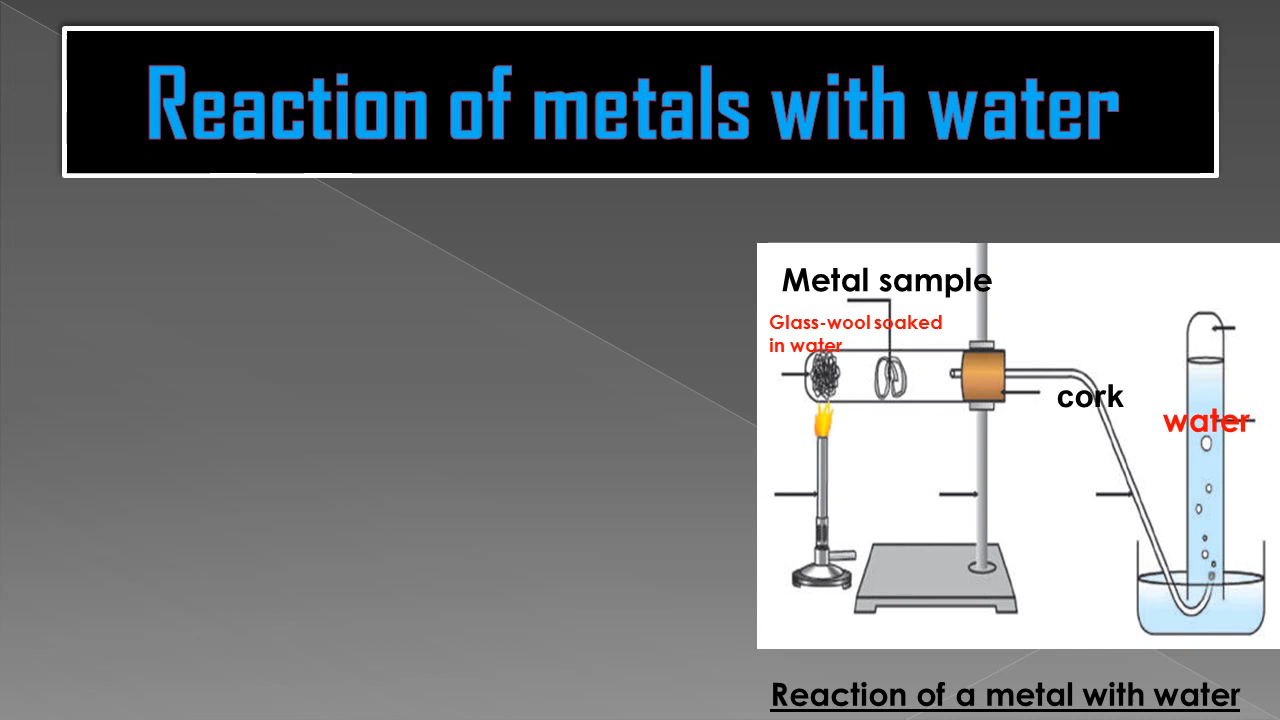 Reaction of metals with water
Metal sample
Glass-wool soaked
in water
cork
water
Reaction of a metal with water